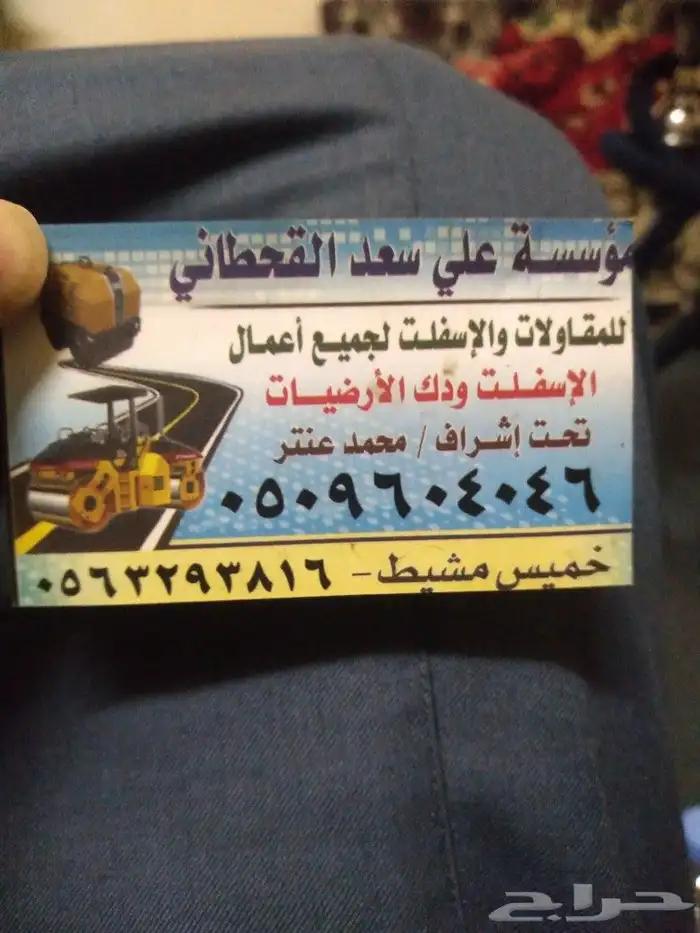 مؤسسة علي سعد القحطاني
للمقاولات والإسفلت لجميع أعمال
الإسفلت ودك الأرضيات
تحت إشراف / محمد عنتر
٠٥٠٩٦٠٤٠٤٦
خميس مشيط - ٠٥٦٣٢٩٣٨١٦
حراج